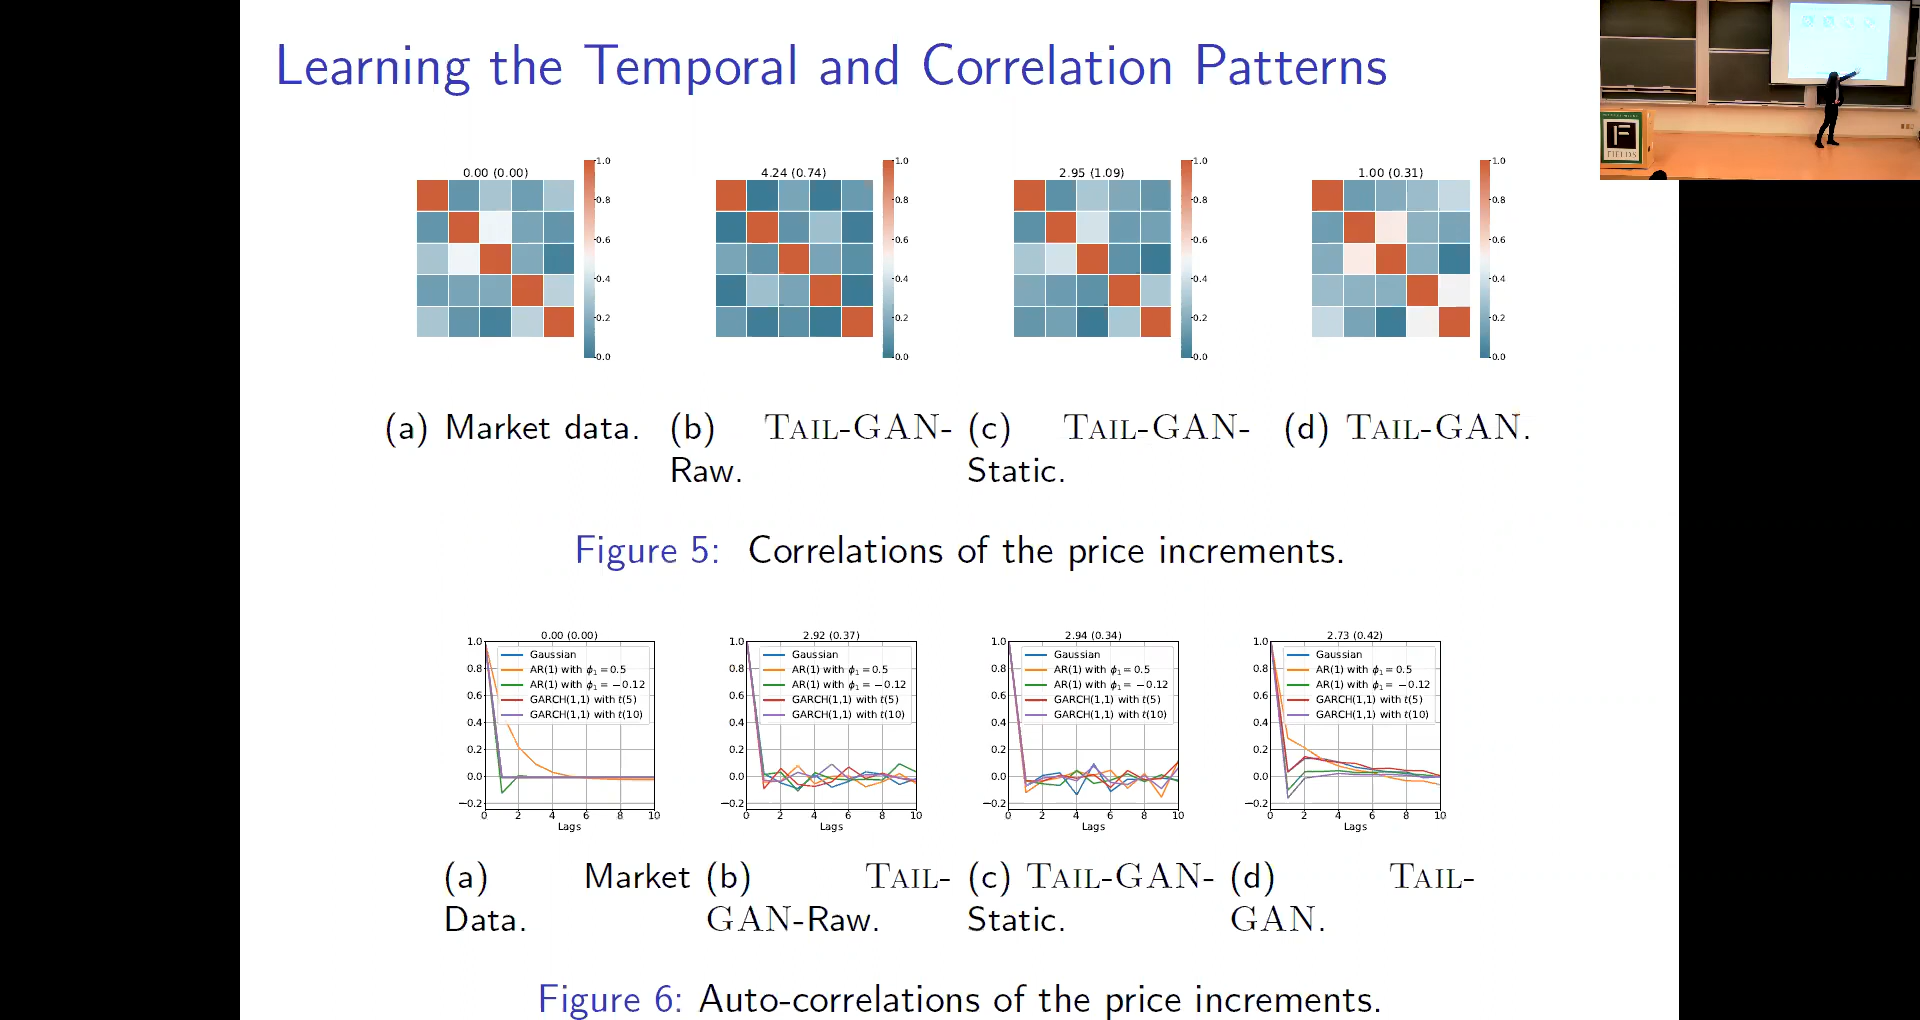 Learning the Temporal and Correlation Patterns
FIELDS
0.00 (0.00)
1.0
0.8
0.6
0.4
0.2
0.0
4.24 (0.74)
1.0
0.8
0.6
0.4
0.2
0.0
2.95 (1.09)
1.0
0.8
0.6
0.4
0.2
0.0
1.00 (0.31)
1.0
0.8
0.6
0.4
0.2
0.0
(a) Market data.
(b) TAIL-GAN-
Raw.
(c) TAIL-GAN-
Static.
(d) TAIL-GAN.
Figure 5: Correlations of the price increments.
0.00 (0.00)
1.0
0.8
0.6
0.4
0.2
0.0
−0.2
Gaussian
AR(1) with ϕ₁ = 0.5
AR(1) with ϕ₁ = −0.12
GARCH(1,1) with t(5)
GARCH(1,1) with t(10)
0 2 4 6 8 10
Lags
2.92 (0.37)
1.0
0.8
0.6
0.4
0.2
0.0
−0.2
Gaussian
AR(1) with ϕ₁ = 0.5
AR(1) with ϕ₁ = −0.12
GARCH(1,1) with t(5)
GARCH(1,1) with t(10)
0 2 4 6 8 10
Lags
2.94 (0.34)
1.0
0.8
0.6
0.4
0.2
0.0
−0.2
Gaussian
AR(1) with ϕ₁ = 0.5
AR(1) with ϕ₁ = −0.12
GARCH(1,1) with t(5)
GARCH(1,1) with t(10)
0 2 4 6 8 10
Lags
2.73 (0.42)
1.0
0.8
0.6
0.4
0.2
0.0
−0.2
Gaussian
AR(1) with ϕ₁ = 0.5
AR(1) with ϕ₁ = −0.12
GARCH(1,1) with t(5)
GARCH(1,1) with t(10)
0 2 4 6 8 10
Lags
(a) Market
Data.
(b) TAIL-
GAN-Raw.
(c) TAIL-GAN-
Static.
(d) TAIL-
GAN.
Figure 6: Auto-correlations of the price increments.